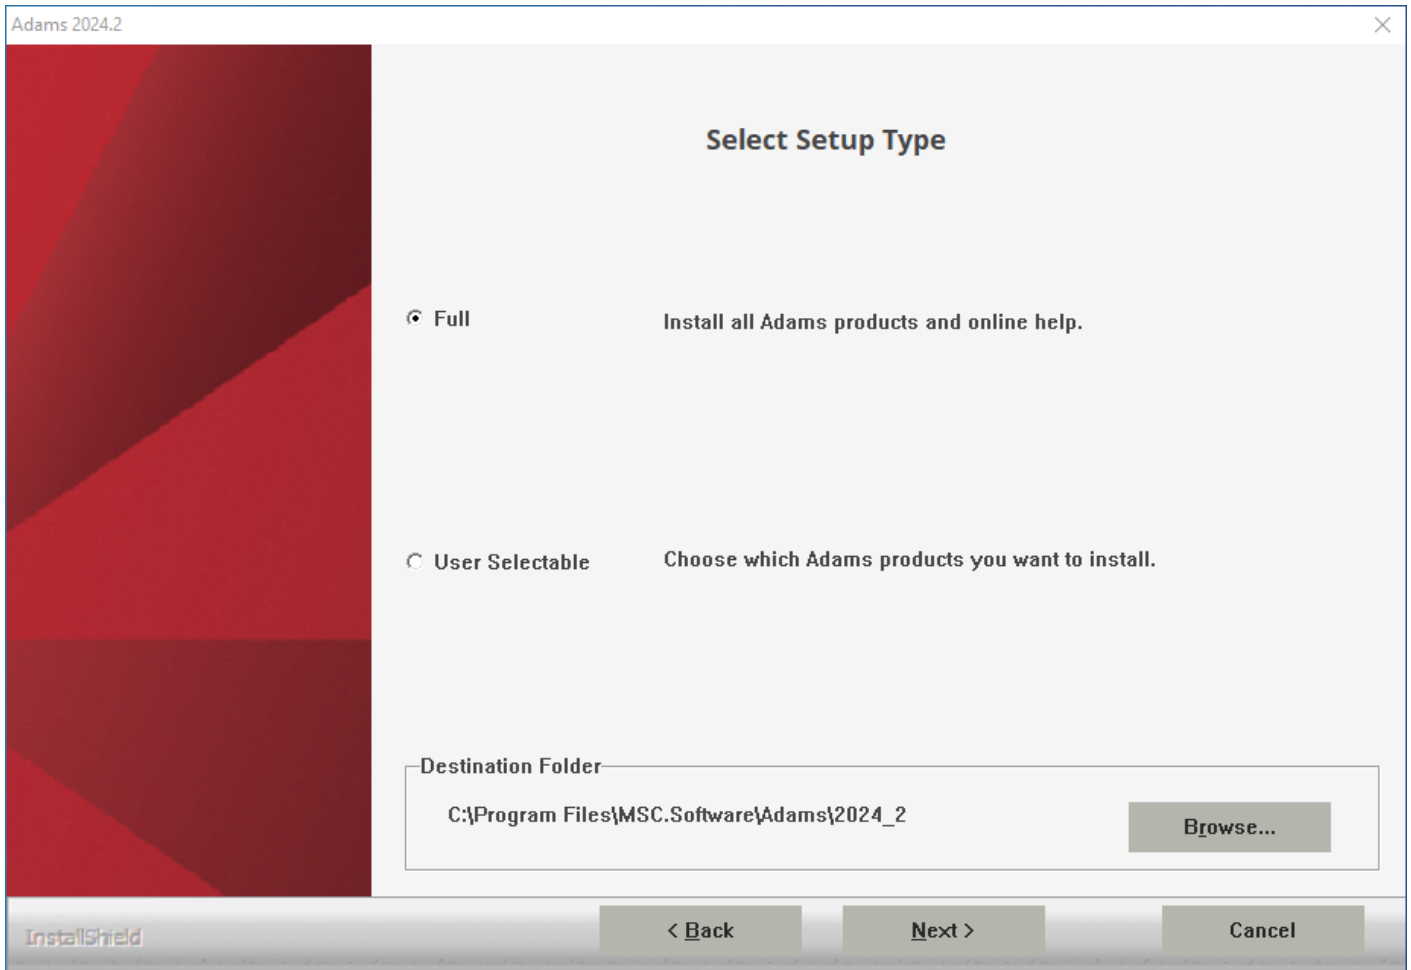 Adams 2024.2
Select Setup Type
Full
Install all Adams products and online help.
User Selectable
Choose which Adams products you want to install.
Destination Folder
C:\Program Files\MSC.Software\Adams\2024_2
Browse...
InstallShield
< Back
Next >
Cancel